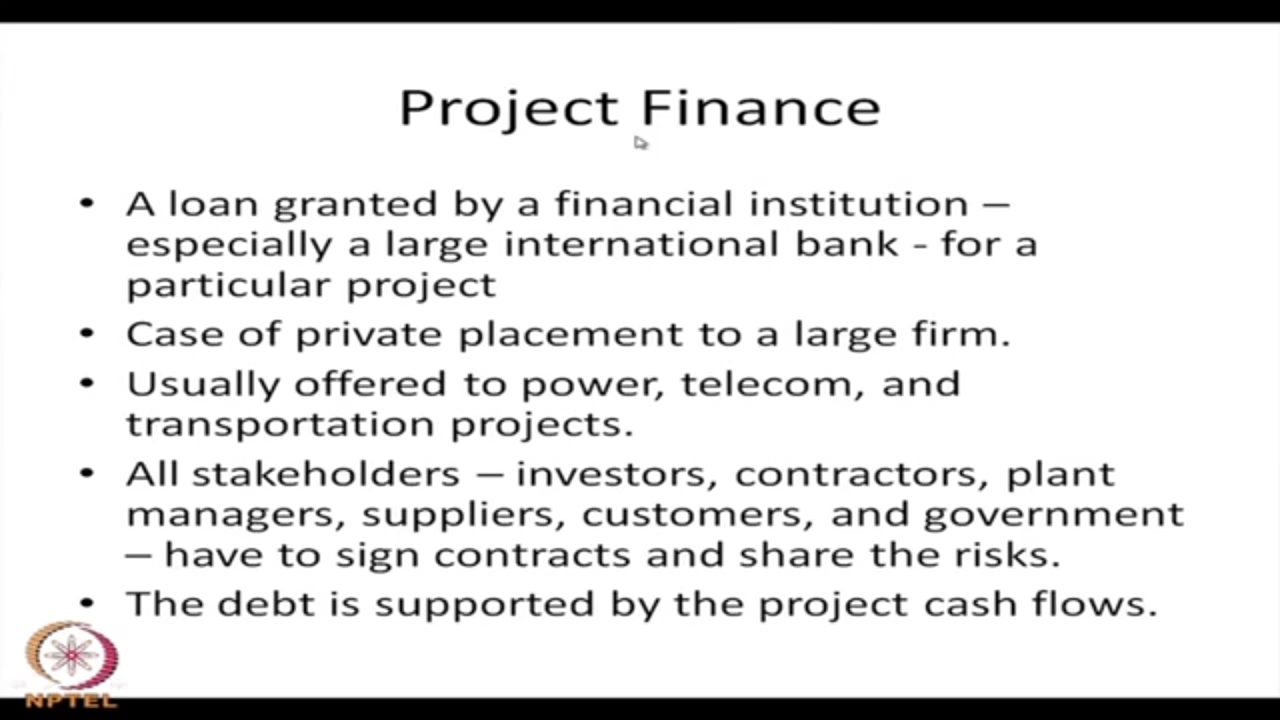 Project Finance
• A loan granted by a financial institution –
especially a large international bank - for a
particular project
• Case of private placement to a large firm.
• Usually offered to power, telecom, and
transportation projects.
• All stakeholders – investors, contractors, plant
managers, suppliers, customers, and government
– have to sign contracts and share the risks.
• The debt is supported by the project cash flows.
NPTEL